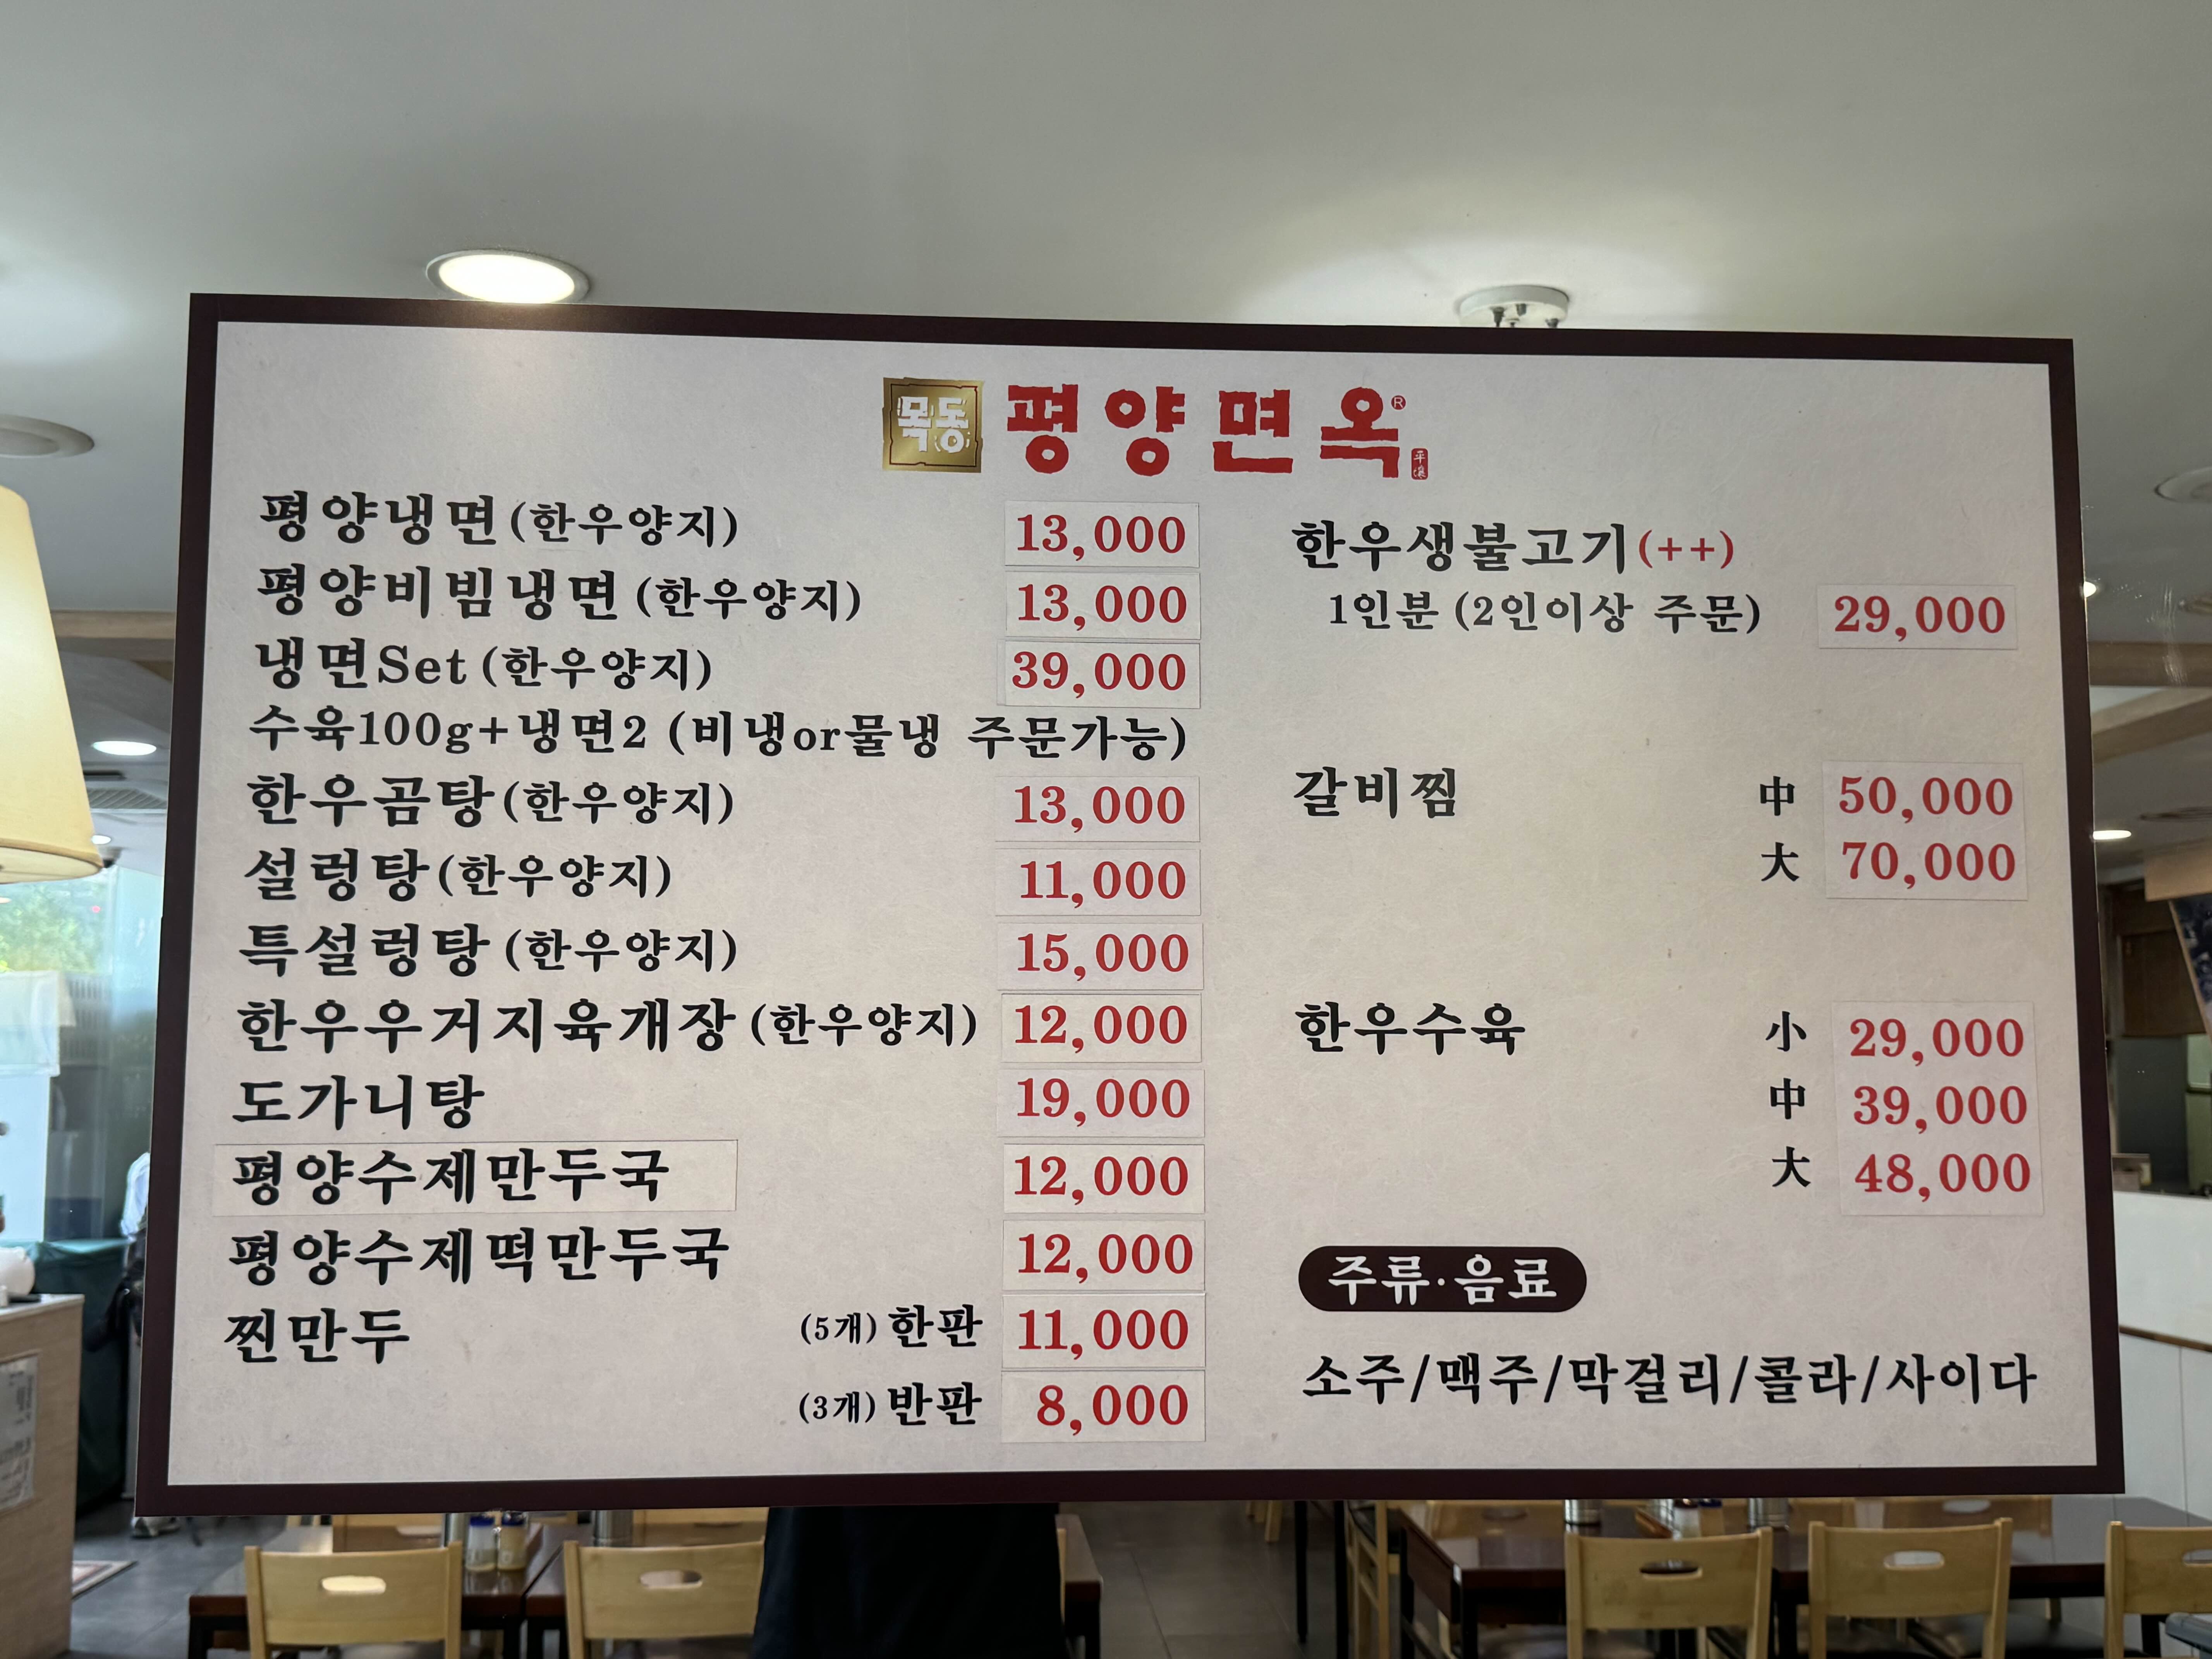 목동 평양면옥®
平壤
평양냉면(한우양지) 13,000
평양비빔냉면(한우양지) 13,000
냉면Set(한우양지) 39,000
수육100g+냉면2 (비냉or물냉 주문가능)
한우곰탕(한우양지) 13,000
설렁탕(한우양지) 11,000
특설렁탕(한우양지) 15,000
한우우거지육개장(한우양지) 12,000
도가니탕 19,000
평양수제만두국 12,000
평양수제떡만두국 12,000
찐만두 (5개) 한판 11,000
(3개) 반판 8,000
한우생불고기(++)
1인분 (2인이상 주문) 29,000
갈비찜 中 50,000
大 70,000
한우수육 小 29,000
中 39,000
大 48,000
주류·음료
소주/맥주/막걸리/콜라/사이다